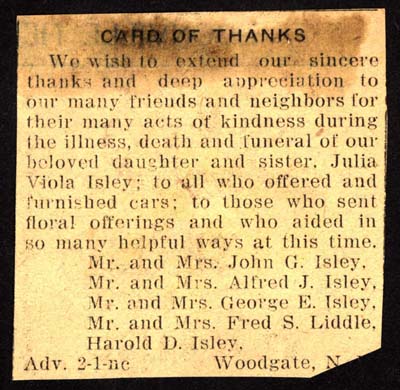 CARD OF THANKS
We wish to extend our sincere
thanks and deep appreciation to
our many friends and neighbors for
their many acts of kindness during
the illness, death and funeral of our
beloved daughter and sister, Julia
Viola Isley; to all who offered and
furnished cars; to those who sent
floral offerings and who aided in
so many helpful ways at this time.
Mr. and Mrs. John G. Isley,
Mr. and Mrs. Alfred J. Isley,
Mr. and Mrs. George E. Isley,
Mr. and Mrs. Fred S. Liddle,
Harold D. Isley,
Adv. 2-1-nc Woodgate, N.